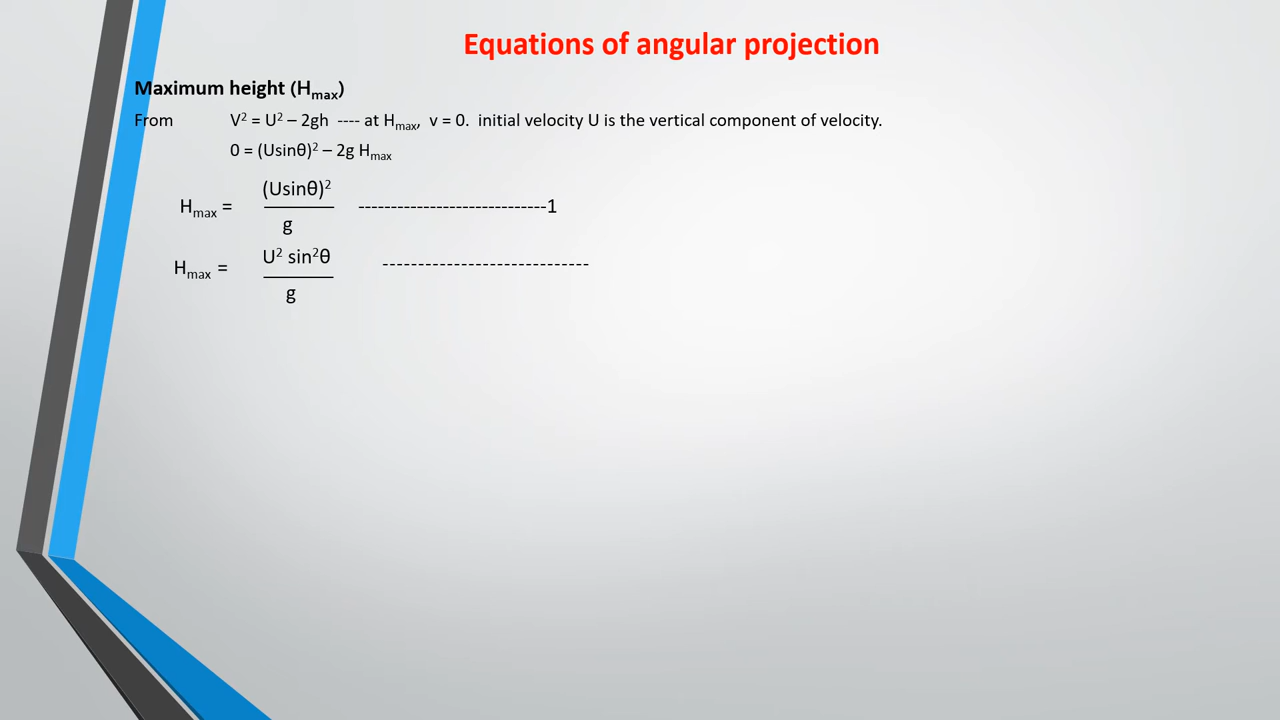 Equations of angular projection
Maximum height (Hmax)
From V² = U² – 2gh ---- at Hmax, v = 0. initial velocity U is the vertical component of velocity.
0 = (Usinθ)² – 2g Hmax
(Usinθ)²
Hmax = -----------------------------1
g
U² sin²θ
Hmax = -----------------------------
g